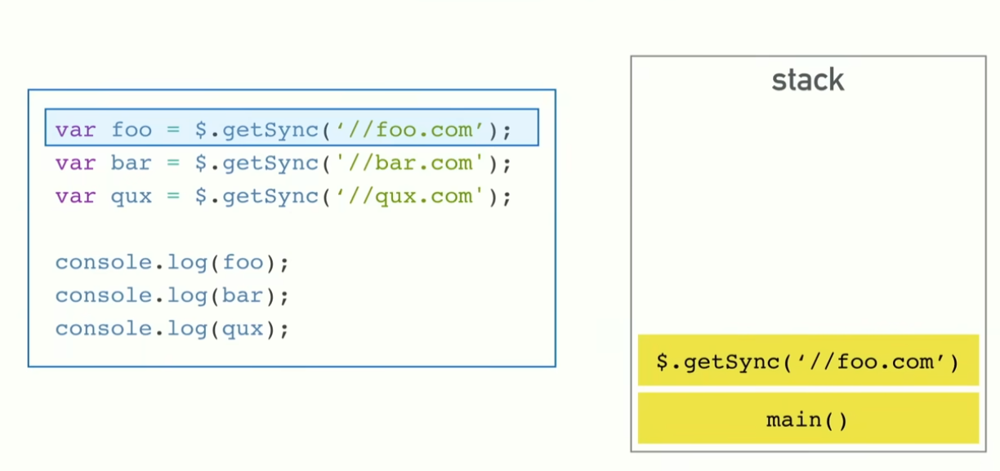 var foo = $.getSync(‘//foo.com’);
var bar = $.getSync('//bar.com');
var qux = $.getSync(‘//qux.com');
console.log(foo);
console.log(bar);
console.log(qux);
stack
$.getSync(‘//foo.com’)
main()